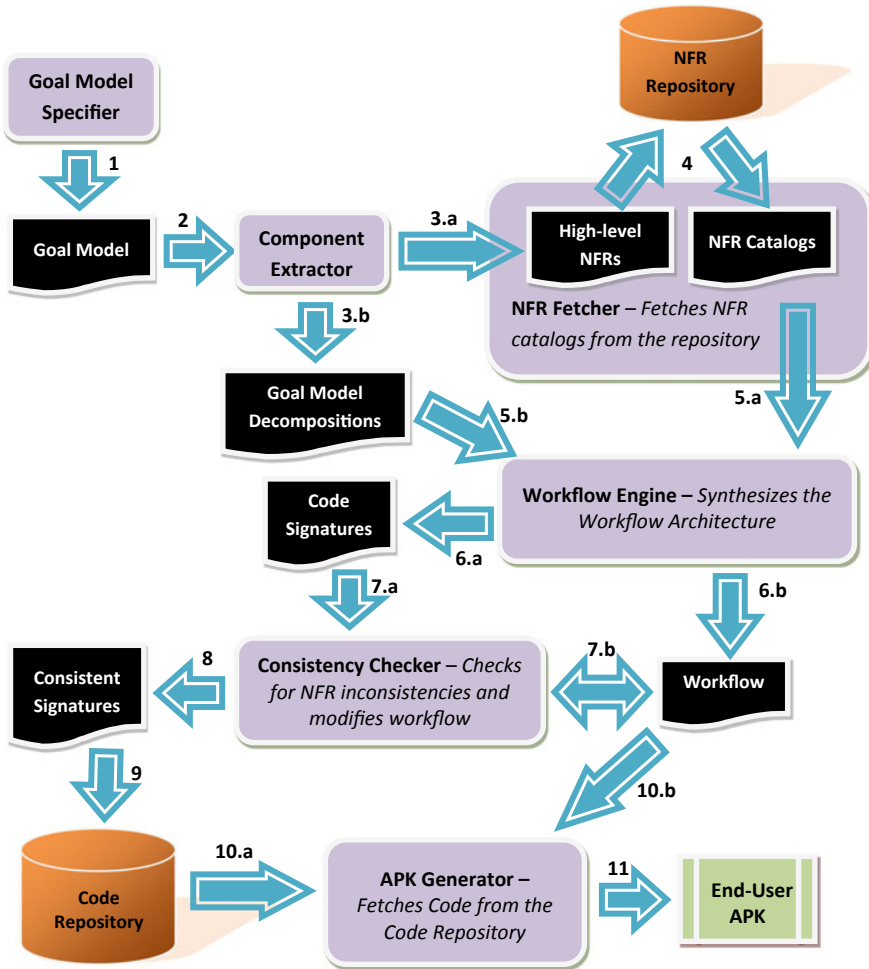 NFR
Repository
Goal Model
Specifier
1
4
Goal Model
2
Component
Extractor
3.a
High-level
NFRs
NFR Catalogs
NFR Fetcher – Fetches NFR
catalogs from the repository
3.b
Goal Model
Decompositions
5.b
5.a
Workflow Engine – Synthesizes the
Workflow Architecture
Code
Signatures
6.a
6.b
7.a
Consistency Checker – Checks
for NFR inconsistencies and
modifies workflow
7.b
Workflow
8
Consistent
Signatures
9
10.b
Code
Repository
10.a
APK Generator –
Fetches Code from the
Code Repository
11
End-User
APK